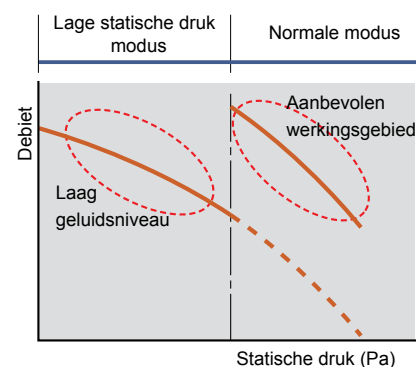 Lage statische druk
modus
Normale modus
Debiet
Aanbevolen
werkingsgebied
Laag
geluidsniveau
Statische druk (Pa)